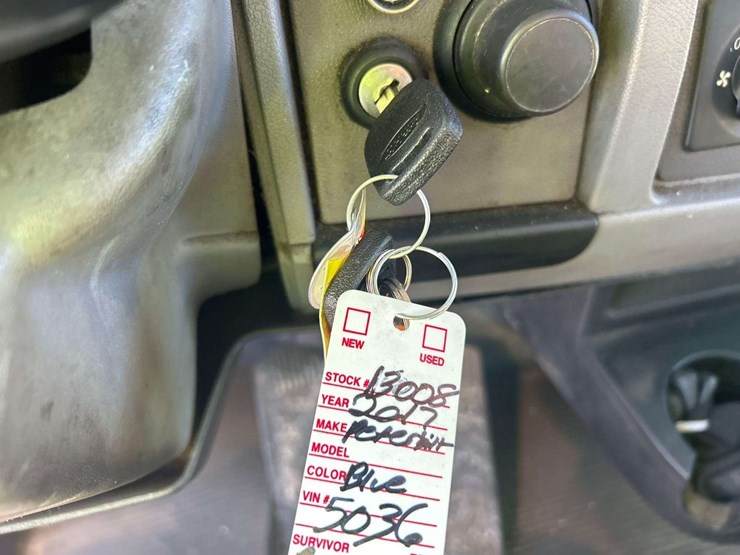 NEW
USED
STOCK # 13008
YEAR 2017
MAKE Peterbilt
MODEL
COLOR Blue
VIN # 5036
SURVIVOR